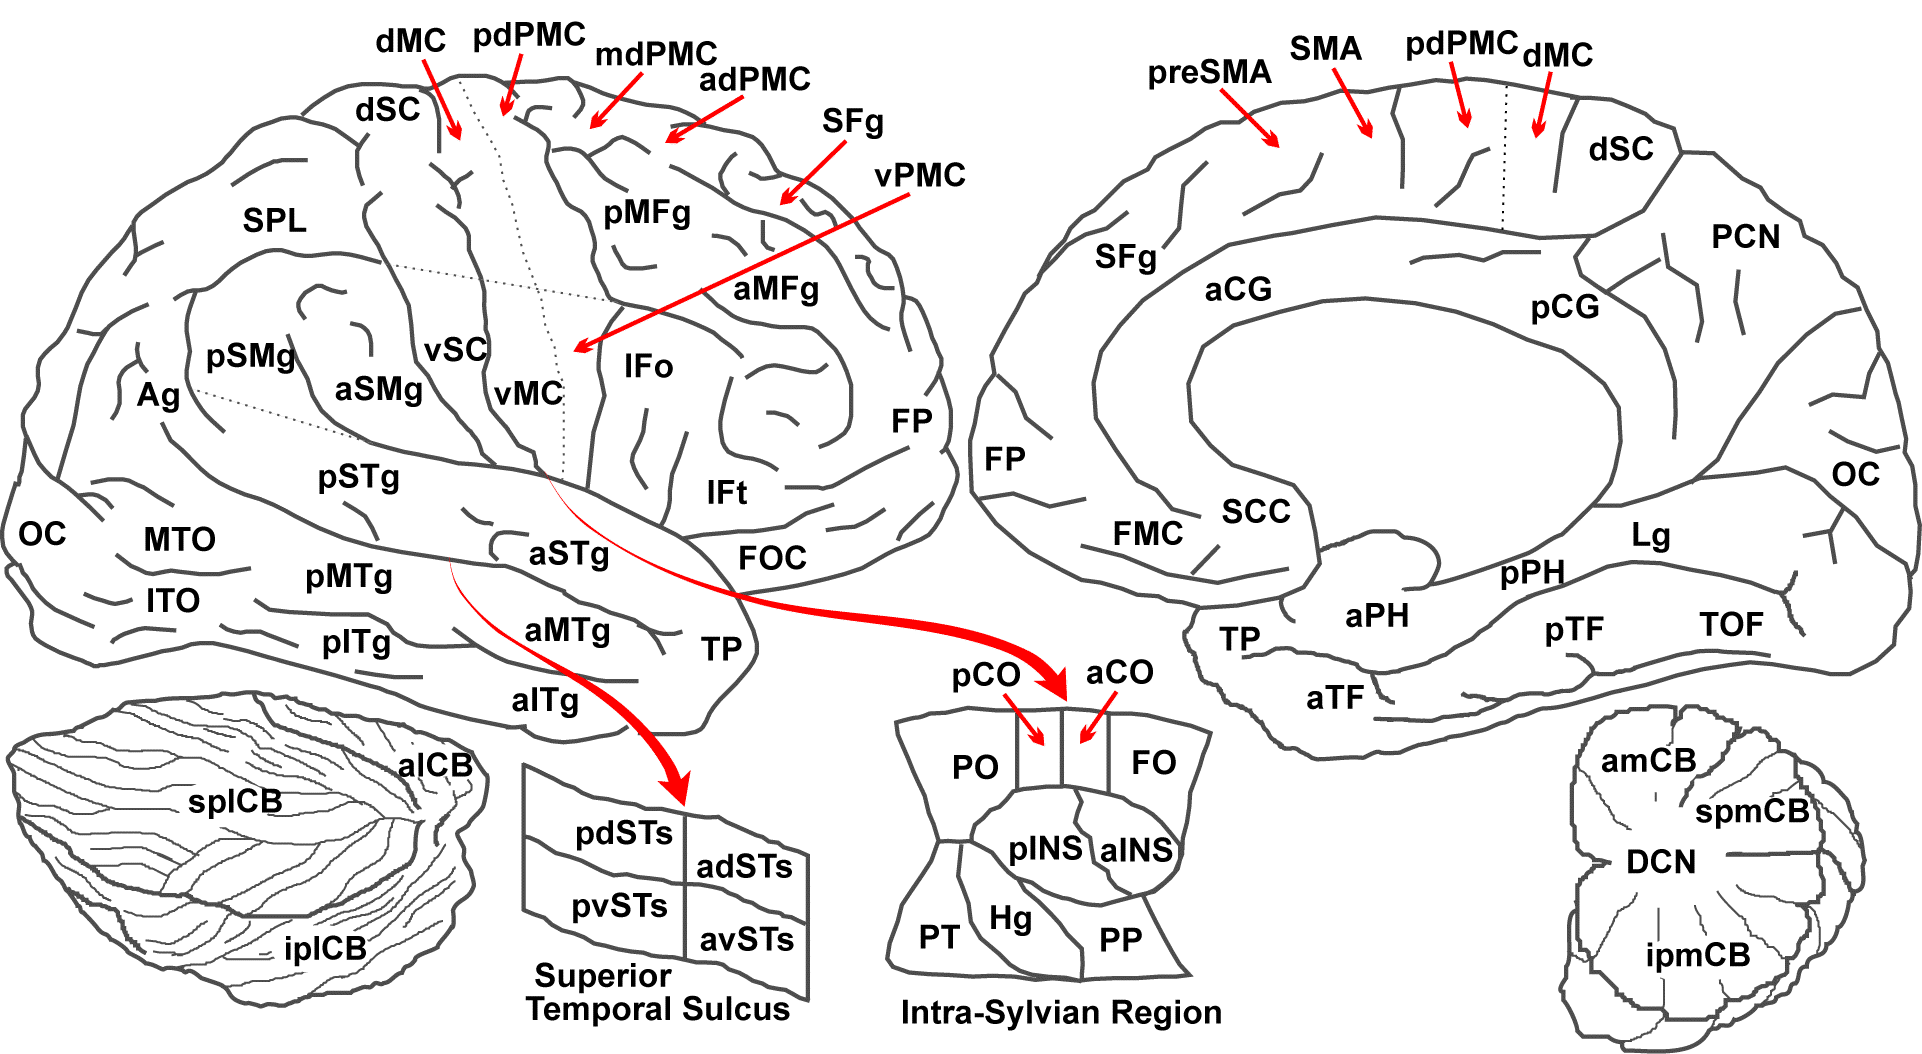 dMC
pdPMC
mdPMC
adPMC
SFg
vPMC
dSC
SPL
pMFg
aMFg
pSMg
aSMg
vSC
vMC
IFo
Ag
FP
pSTg
IFt
OC
MTO
aSTg
FOC
pMTg
ITO
aMTg
pITg
TP
aITg
preSMA
SMA
pdPMC
dMC
dSC
SFg
PCN
aCG
pCG
FP
OC
SCC
FMC
Lg
pPH
aPH
TP
pTF
TOF
aTF
alCB
splCB
iplCB
pdSTs
adSTs
pvSTs
avSTs
Superior
Temporal Sulcus
pCO
aCO
PO
FO
pINS
aINS
PT
Hg
PP
Intra-Sylvian Region
amCB
spmCB
DCN
ipmCB